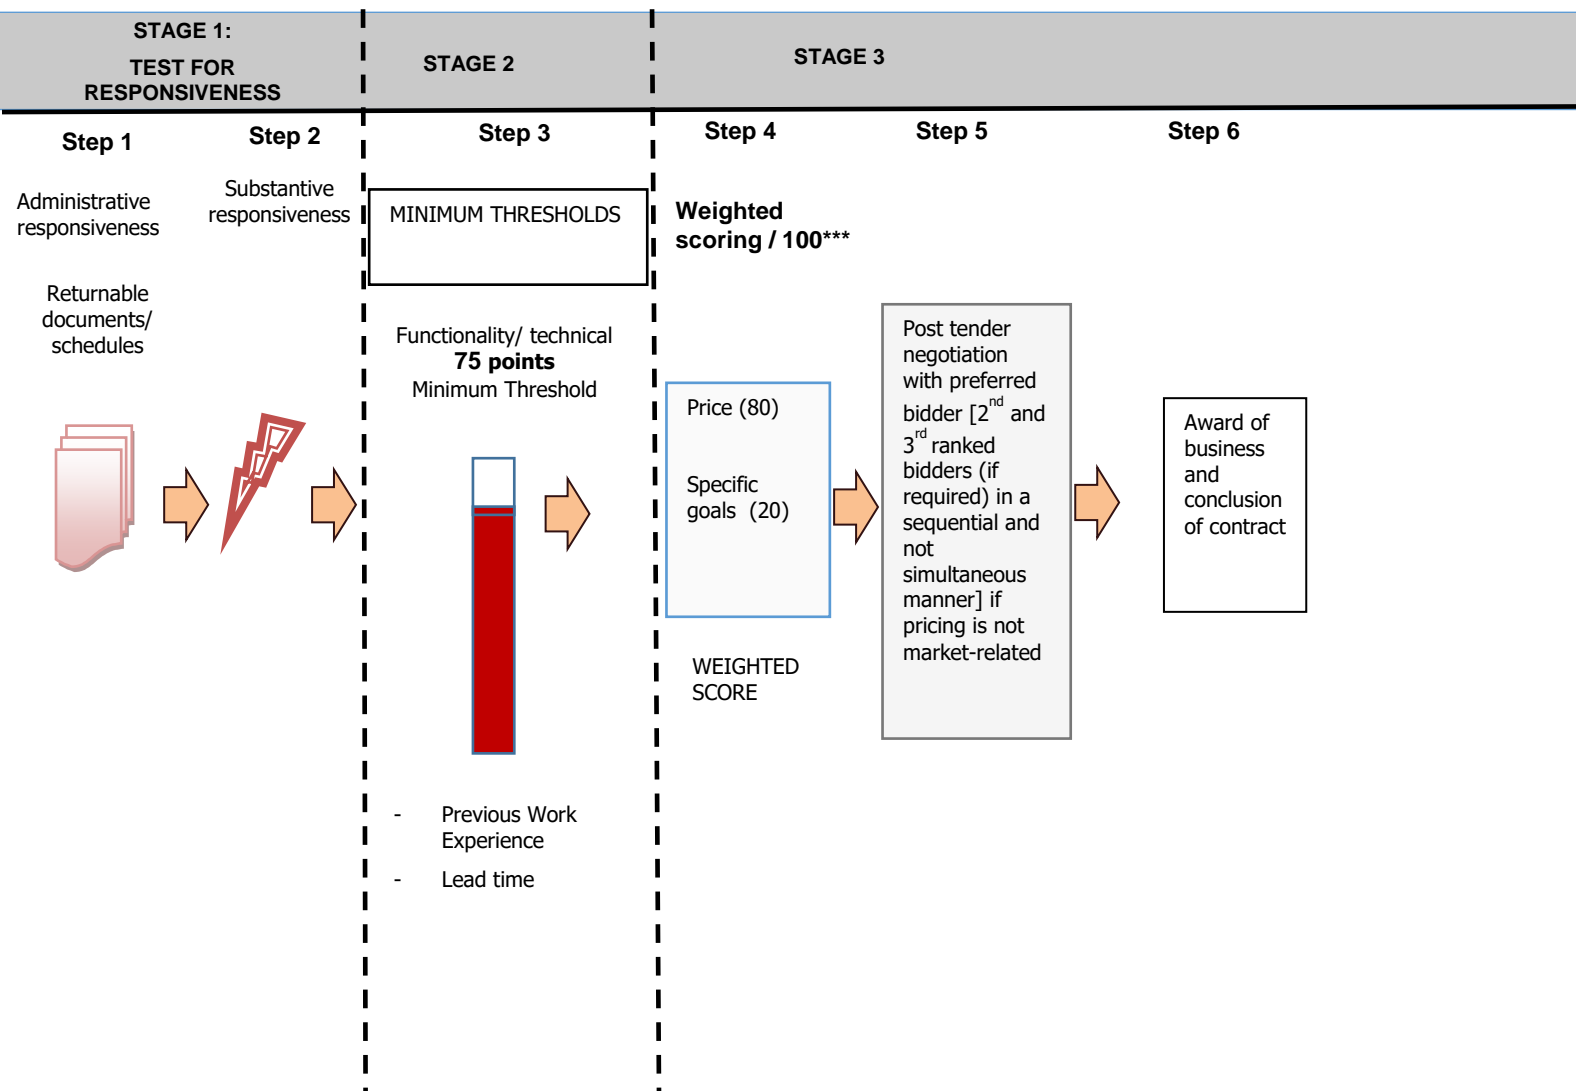 STAGE 1:
TEST FOR
RESPONSIVENESS
STAGE 2
STAGE 3
Step 1
Step 2
Step 3
Step 4
Step 5
Step 6
Administrative
responsiveness
Returnable
documents/
schedules
Substantive
responsiveness
MINIMUM THRESHOLDS
Functionality/ technical
75 points
Minimum Threshold
- Previous Work
Experience
- Lead time
Weighted
scoring / 100***
Price (80)
Specific
goals (20)
WEIGHTED
SCORE
Post tender
negotiation
with preferred
bidder [2nd and
3rd ranked
bidders (if
required) in a
sequential and
not
simultaneous
manner] if
pricing is not
market-related
Award of
business
and
conclusion
of contract